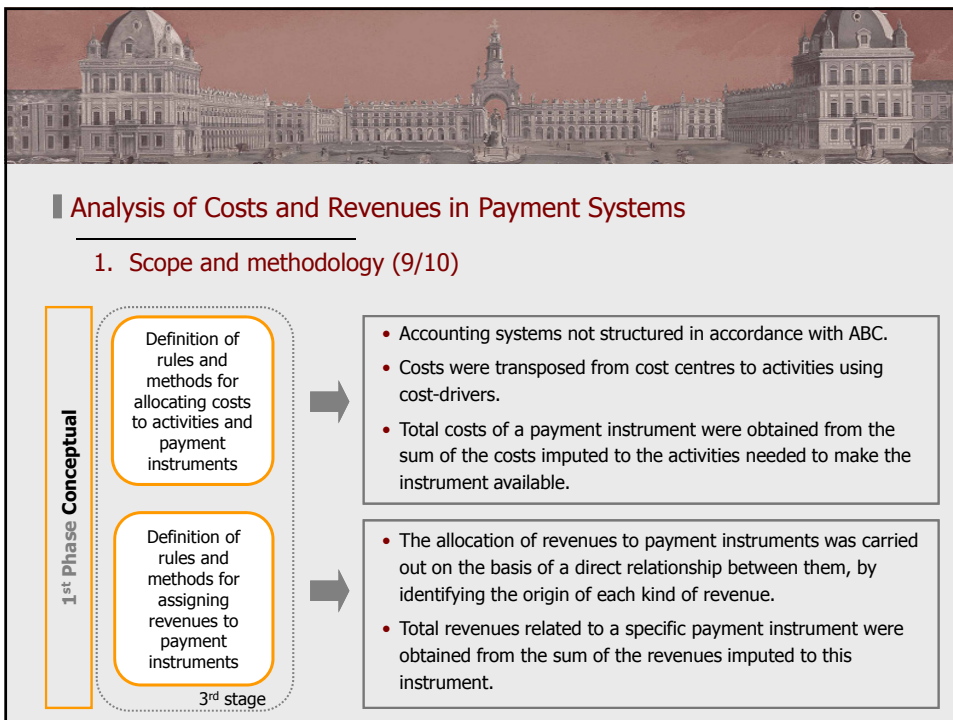 Analysis of Costs and Revenues in Payment Systems
1. Scope and methodology (9/10)
1st Phase Conceptual
Definition of
rules and
methods for
allocating costs
to activities and
payment
instruments
• Accounting systems not structured in accordance with ABC.
• Costs were transposed from cost centres to activities using
cost-drivers.
• Total costs of a payment instrument were obtained from the
sum of the costs imputed to the activities needed to make the
instrument available.
Definition of
rules and
methods for
assigning
revenues to
payment
instruments
• The allocation of revenues to payment instruments was carried
out on the basis of a direct relationship between them, by
identifying the origin of each kind of revenue.
• Total revenues related to a specific payment instrument were
obtained from the sum of the revenues imputed to this
instrument.
3rd stage